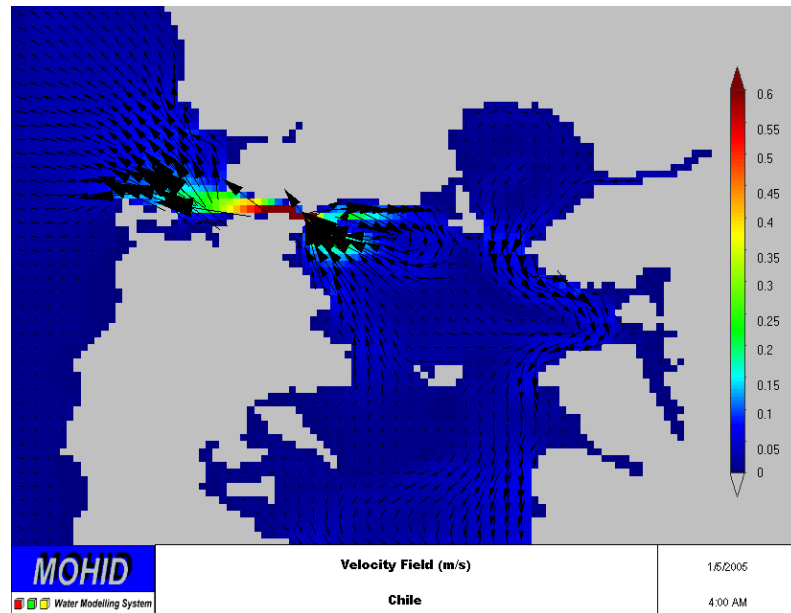 0.6
0.55
0.5
0.45
0.4
0.35
0.3
0.25
0.2
0.15
0.1
0.05
0
MOHID
Water Modelling System
Velocity Field (m/s)
Chile
1/5/2005
4:00 AM